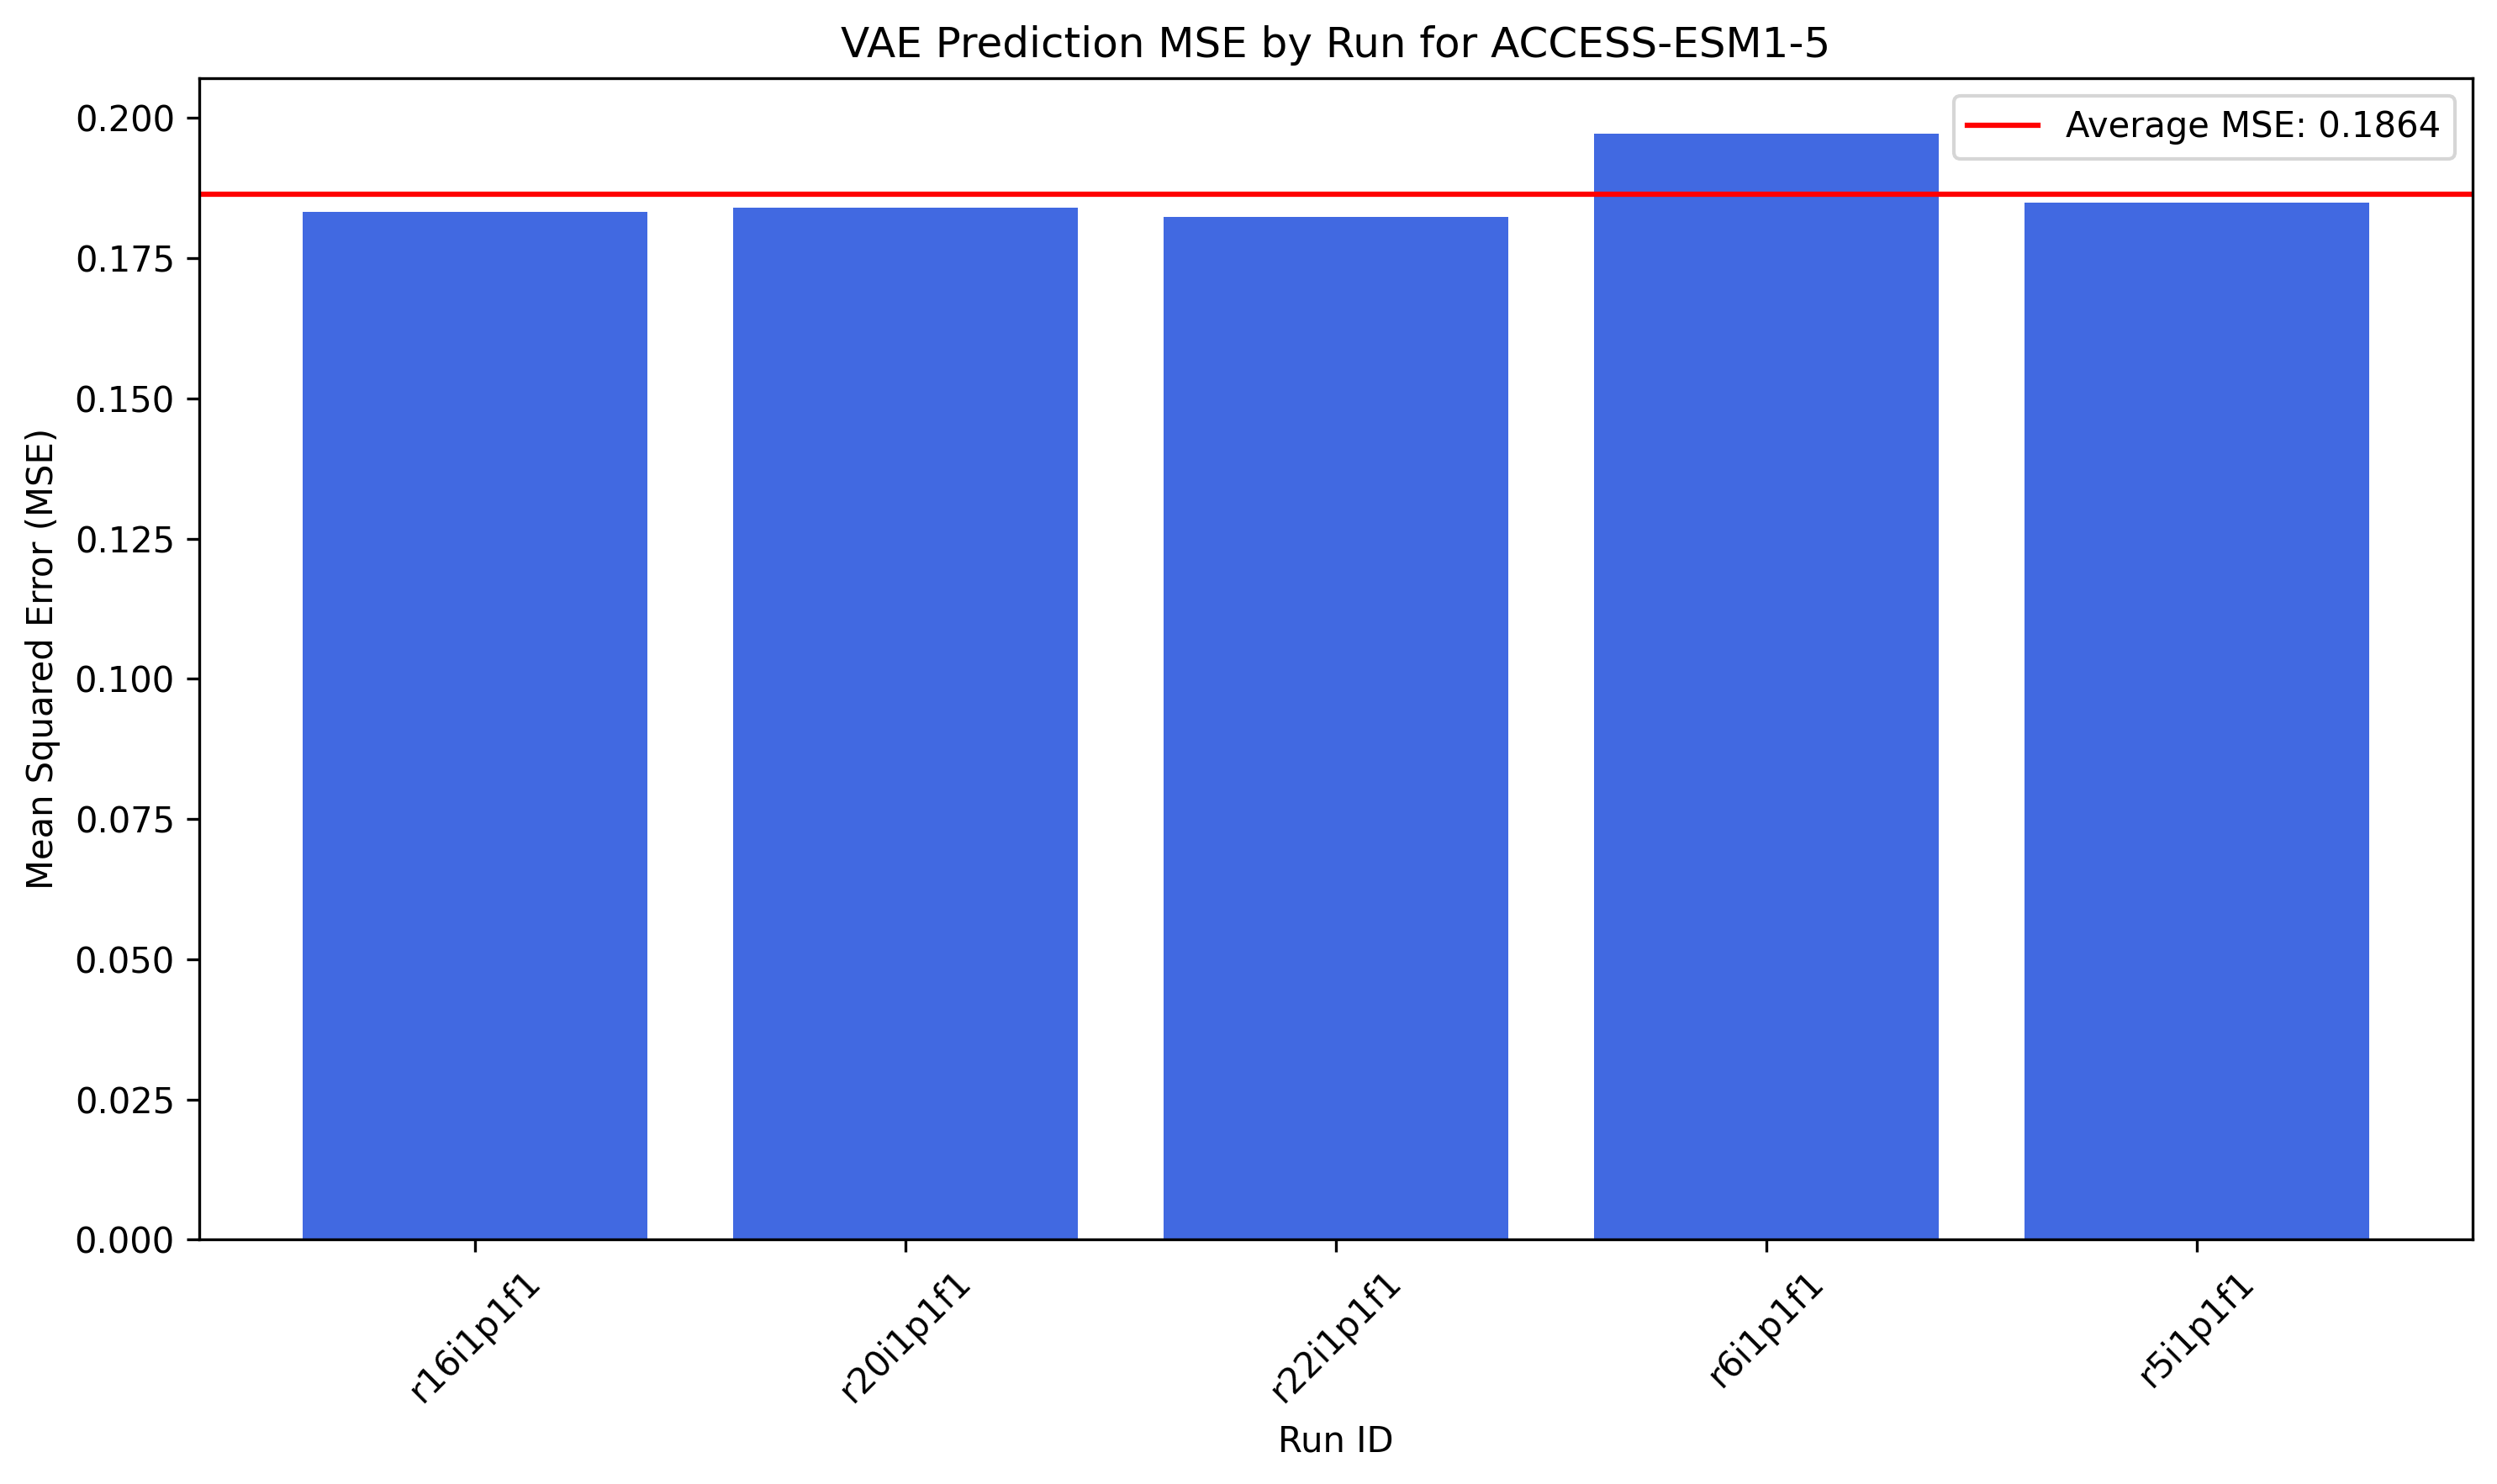 VAE Prediction MSE by Run for ACCESS-ESM1-5
Average MSE: 0.1864
Mean Squared Error (MSE)
0.200
0.175
0.150
0.125
0.100
0.075
0.050
0.025
0.000
r16i1p1f1
r20i1p1f1
r22i1p1f1
r6i1p1f1
r5i1p1f1
Run ID